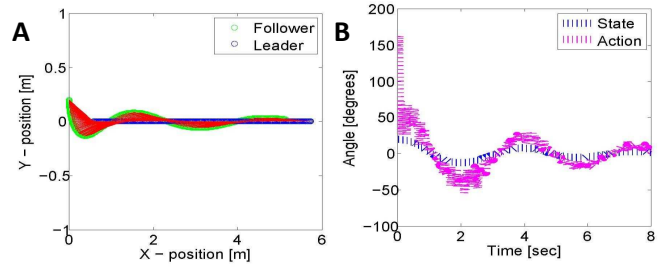 A
1
0.5
0
−0.5
−1
0
2
4
6
Y − position [m]
X − position [m]
Follower
Leader
B
200
150
100
50
0
−50
−100
0
2
4
6
8
Angle [degrees]
Time [sec]
State
Action